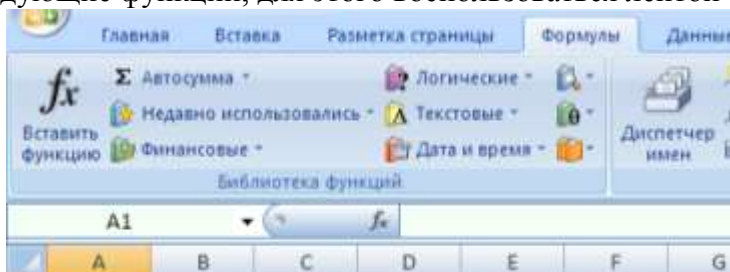 дующие функции, для этого воспользоваться лентой
Главная Вставка Разметка страницы Формулы Данные
fx Вставить функцию
Σ Автосумма
Недавно использовались
Финансовые
Логические
Текстовые
Дата и время
θ
Диспетчер имен
Библиотека функций
A1 fx
A B C D E F G